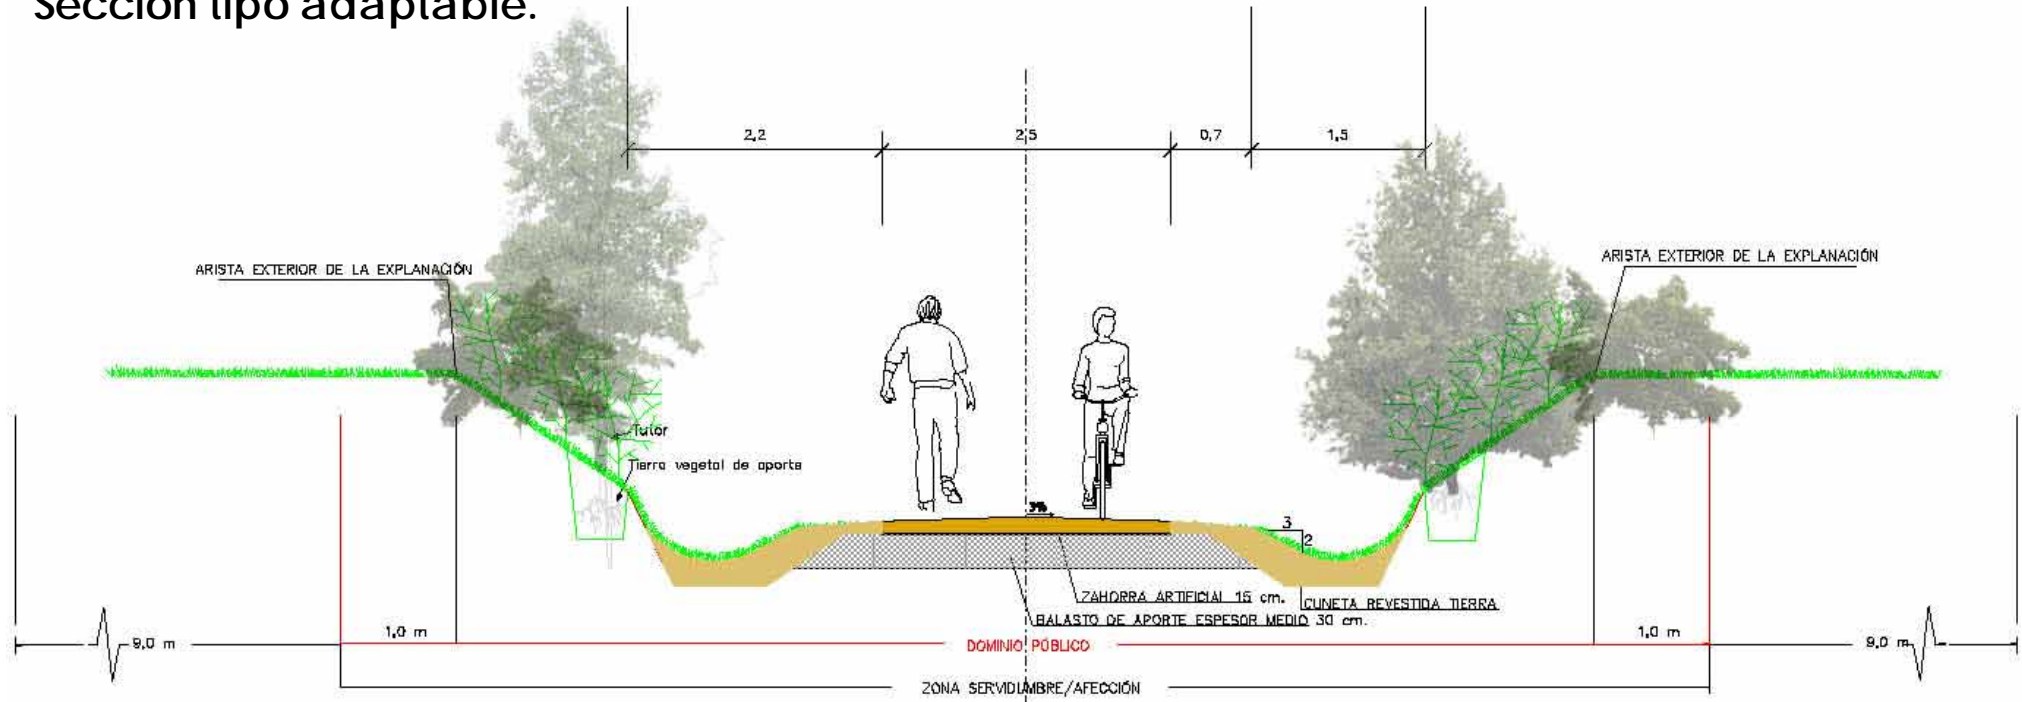 Sección tipo adaptable.
2,2
2,5
0,7
1,5
ARISTA EXTERIOR DE LA EXPLANACIÓN
ARISTA EXTERIOR DE LA EXPLANACIÓN
Tutor
Tierra vegetal de aporte
3%
3
2
ZAHORRA ARTIFICIAL 15 cm.
CUNETA REVESTIDA TIERRA
BALASTO DE APORTE ESPESOR MEDIO 30 cm.
9,0 m
1,0 m
DOMINIO PÚBLICO
1,0 m
9,0 m
ZONA SERVIDUMBRE/AFECCIÓN